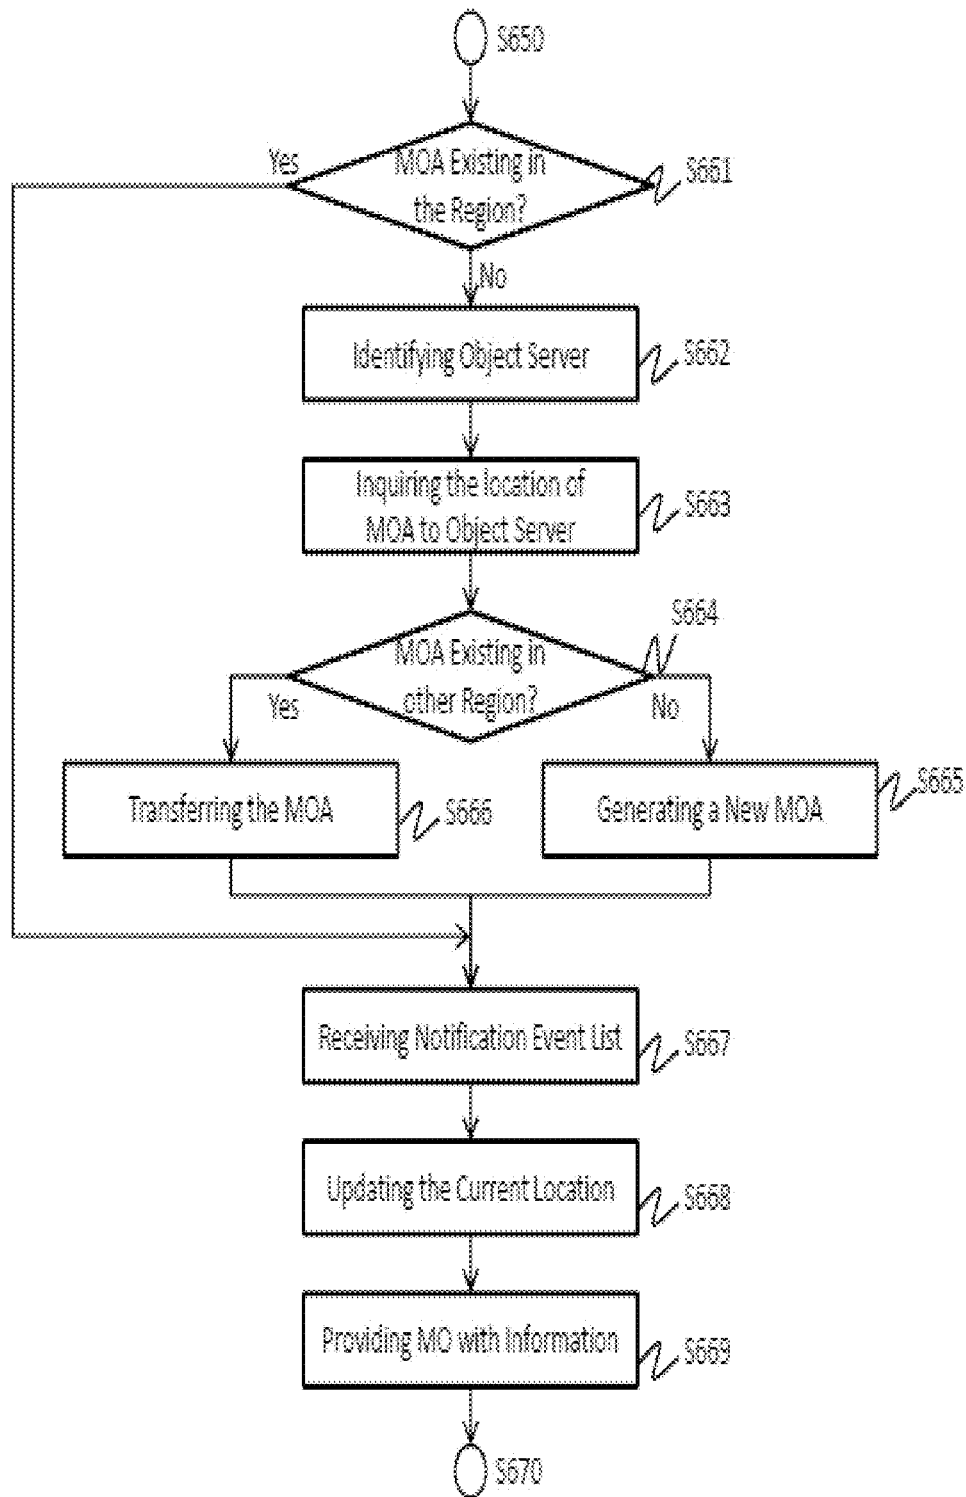 S650
Yes
MOA Existing in
the Region?
S661
No
Identifying Object Server
S662
Inquiring the location of
MOA to Object Server
S663
S664
MOA Existing in
other Region?
Yes
No
Transferring the MOA
S666
Generating a New MOA
S665
Receiving Notification Event List
S667
Updating the Current Location
S668
Providing MO with Information
S669
S670